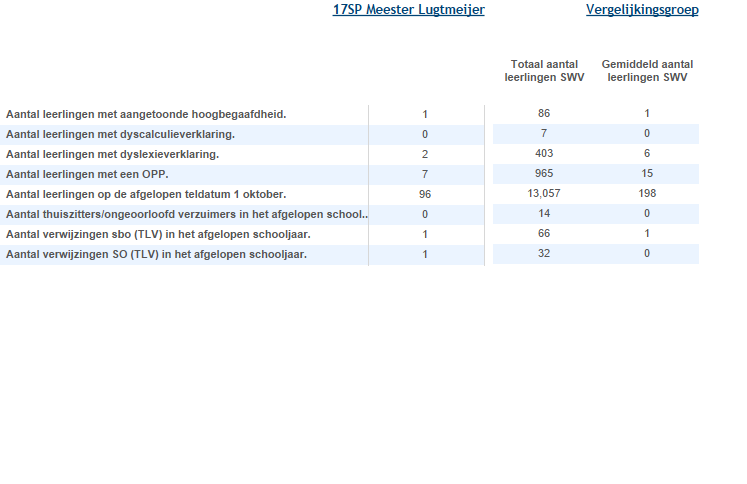 17SP Meester Lugtmeijer Vergelijkingsgroep
Totaal aantal Gemiddeld aantal
leerlingen SWV leerlingen SWV
Aantal leerlingen met aangetoonde hoogbegaafdheid. 1 86 1
Aantal leerlingen met dyscalculieverklaring. 0 7 0
Aantal leerlingen met dyslexieverklaring. 2 403 6
Aantal leerlingen met een OPP. 7 965 15
Aantal leerlingen op de afgelopen teldatum 1 oktober. 96 13,057 198
Aantal thuiszitters/ongeoorloofd verzuimers in het afgelopen school.. 0 14 0
Aantal verwijzingen sbo (TLV) in het afgelopen schooljaar. 1 66 1
Aantal verwijzingen SO (TLV) in het afgelopen schooljaar. 1 32 0